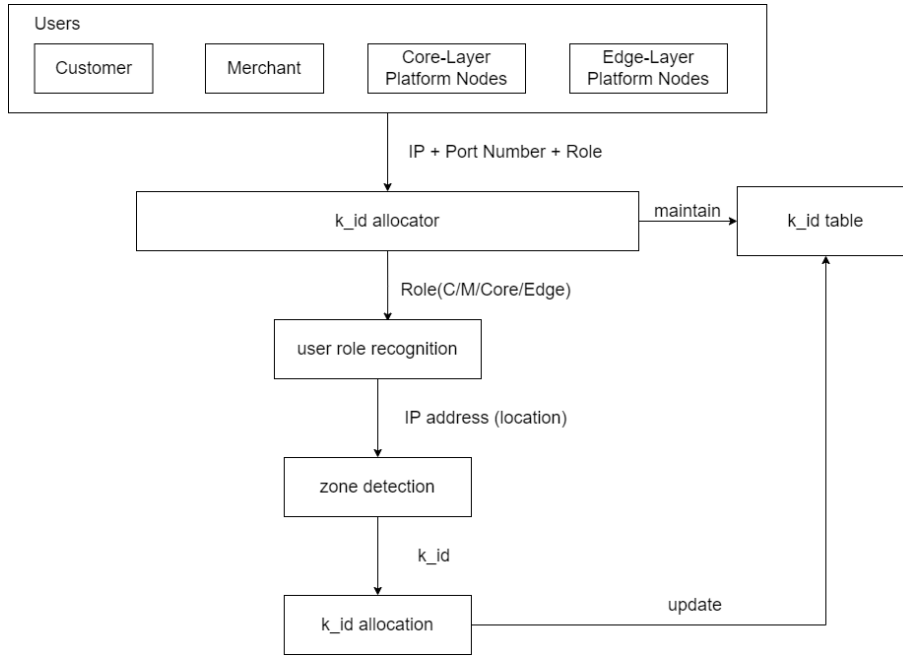 Users
Customer
Merchant
Core-Layer
Platform Nodes
Edge-Layer
Platform Nodes
IP + Port Number + Role
k_id allocator
maintain
k_id table
Role(C/M/Core/Edge)
user role recognition
IP address (location)
zone detection
k_id
k_id allocation
update